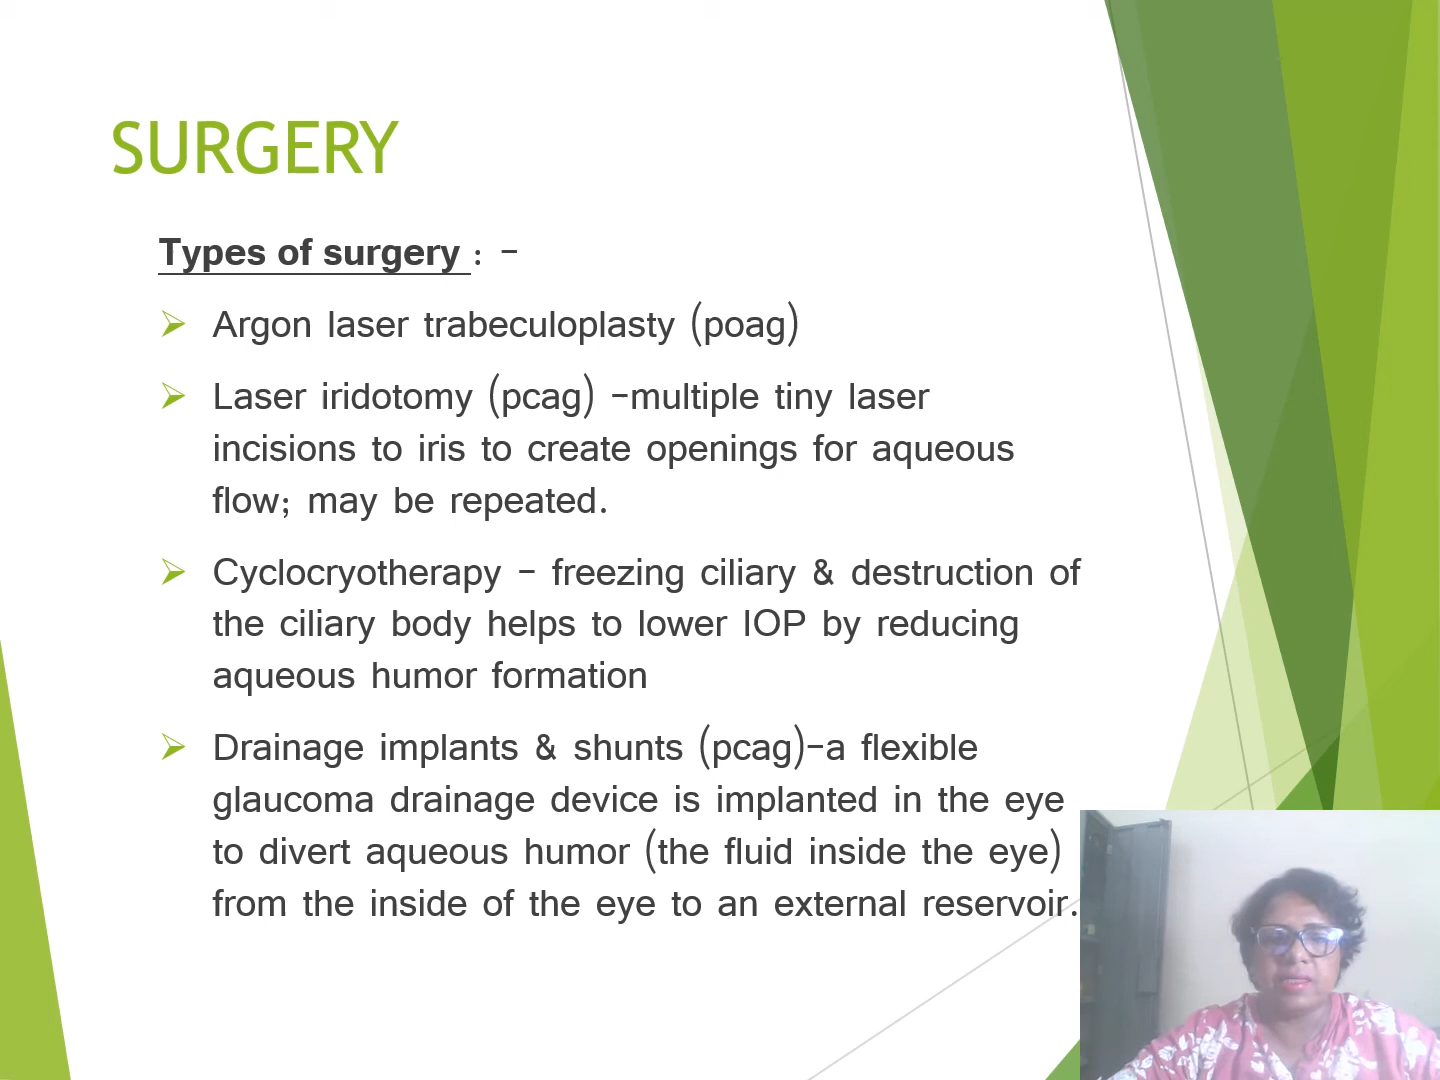 SURGERY
Types of surgery : -
Argon laser trabeculoplasty (poag)
Laser iridotomy (pcag) -multiple tiny laser
incisions to iris to create openings for aqueous
flow; may be repeated.
Cyclocryotherapy - freezing ciliary & destruction of
the ciliary body helps to lower IOP by reducing
aqueous humor formation
Drainage implants & shunts (pcag)-a flexible
glaucoma drainage device is implanted in the eye
to divert aqueous humor (the fluid inside the eye)
from the inside of the eye to an external reservoir.